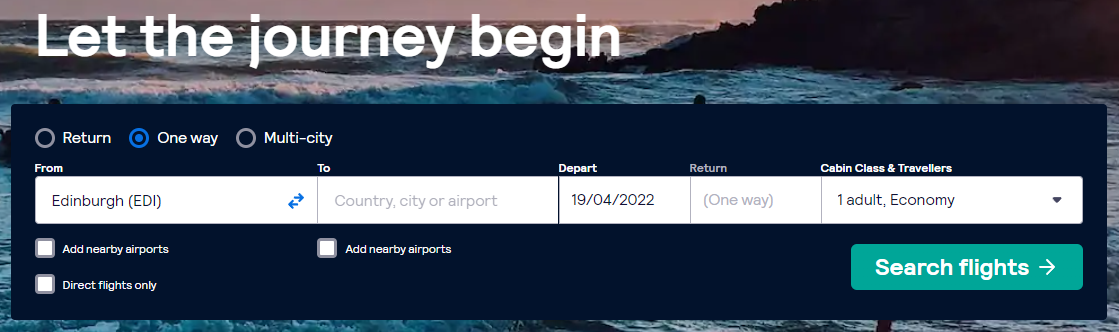 Let the journey begin
Return One way Multi-city
From To Depart Return Cabin Class & Travellers
Edinburgh (EDI) Country, city or airport 19/04/2022 (One way) 1 adult, Economy
Add nearby airports Add nearby airports
Search flights
Direct flights only